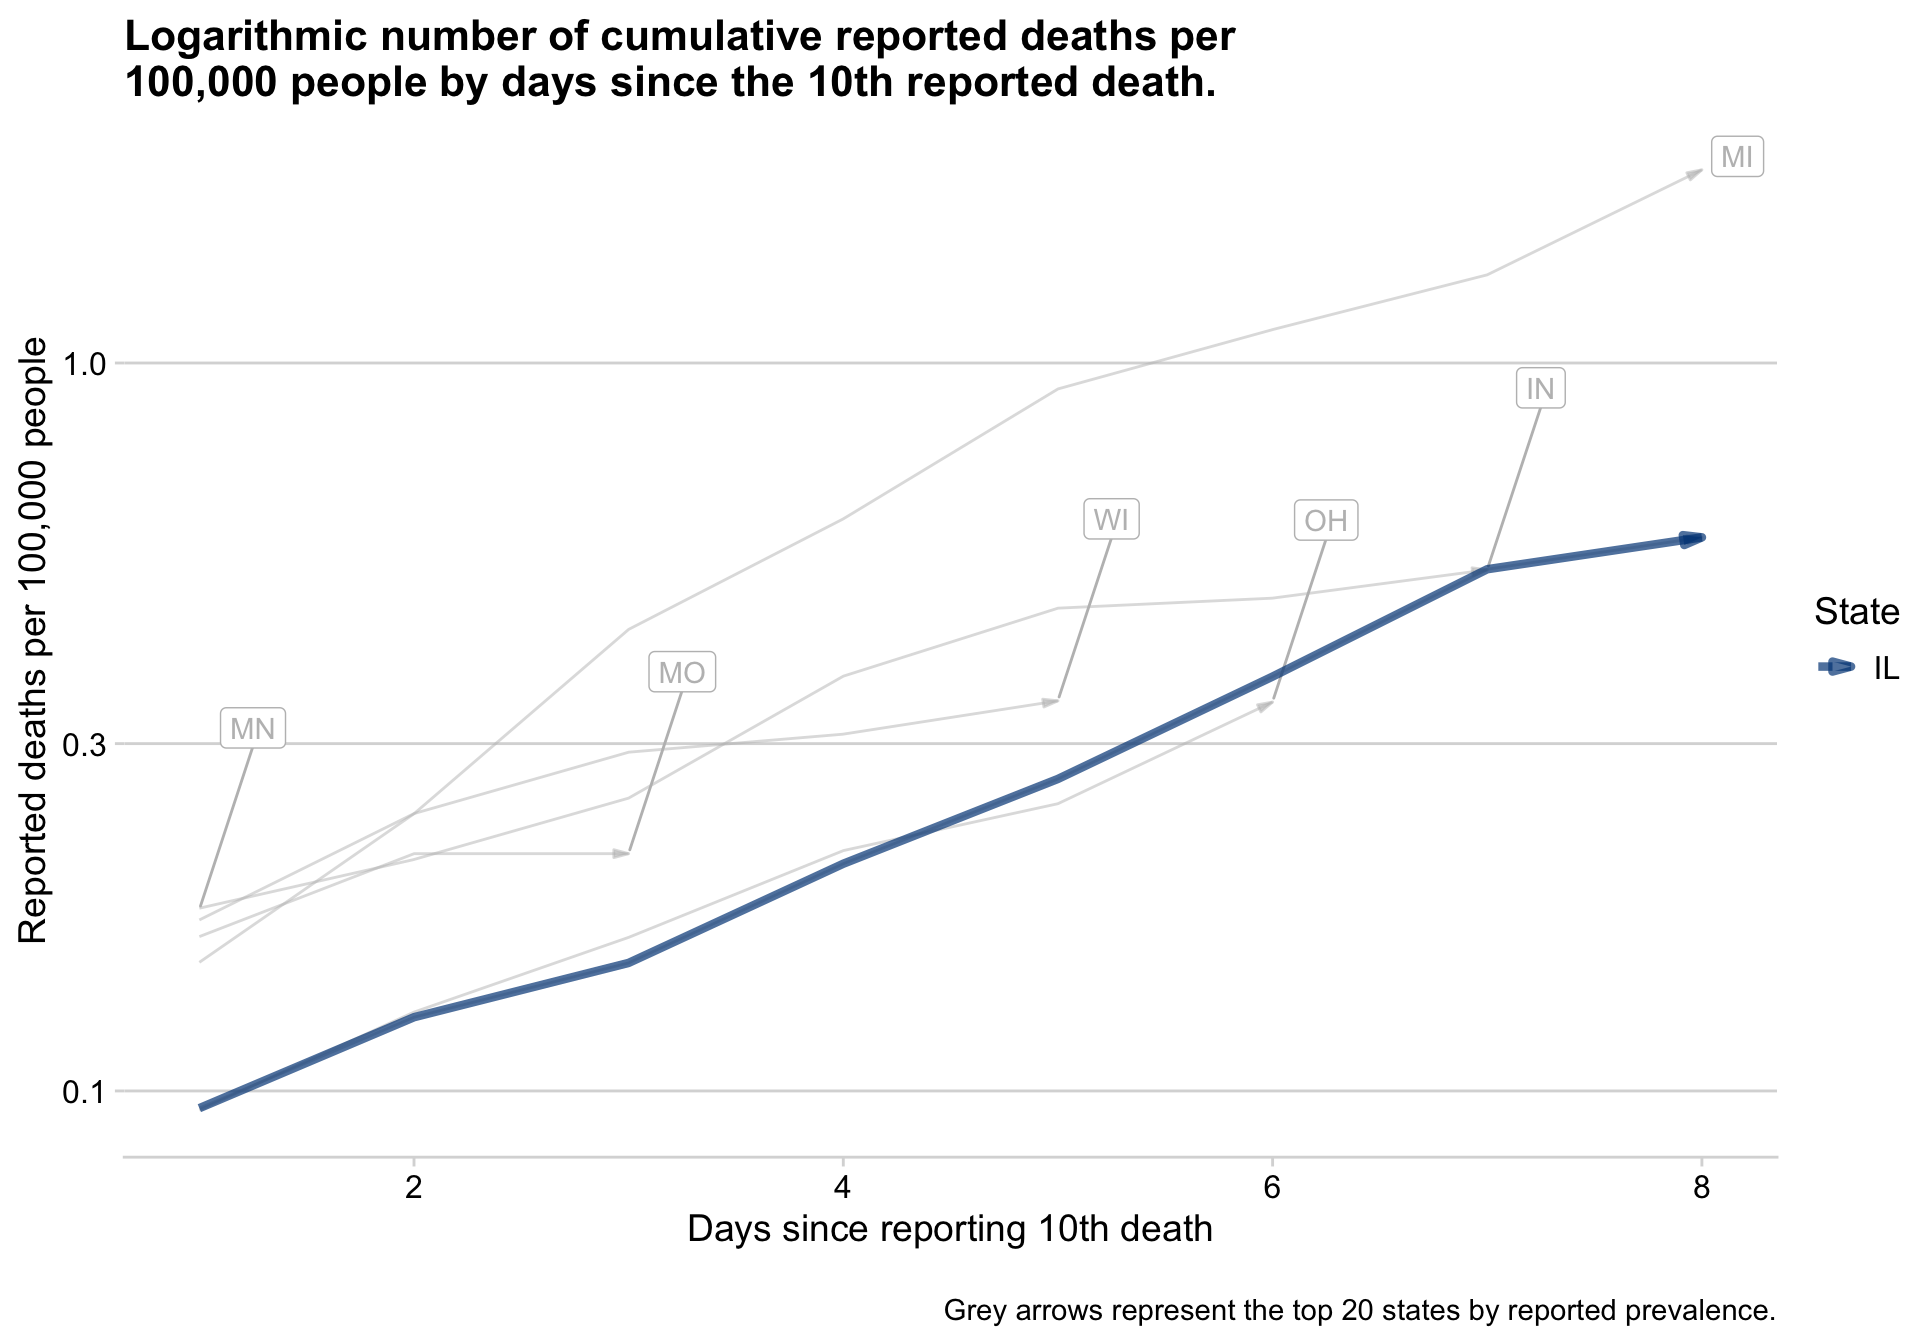 Logarithmic number of cumulative reported deaths per
100,000 people by days since the 10th reported death.
MI
1.0
IN
WI
OH
MO
MN
0.3
0.1
Reported deaths per 100,000 people
State
IL
2 4 6 8
Days since reporting 10th death
Grey arrows represent the top 20 states by reported prevalence.